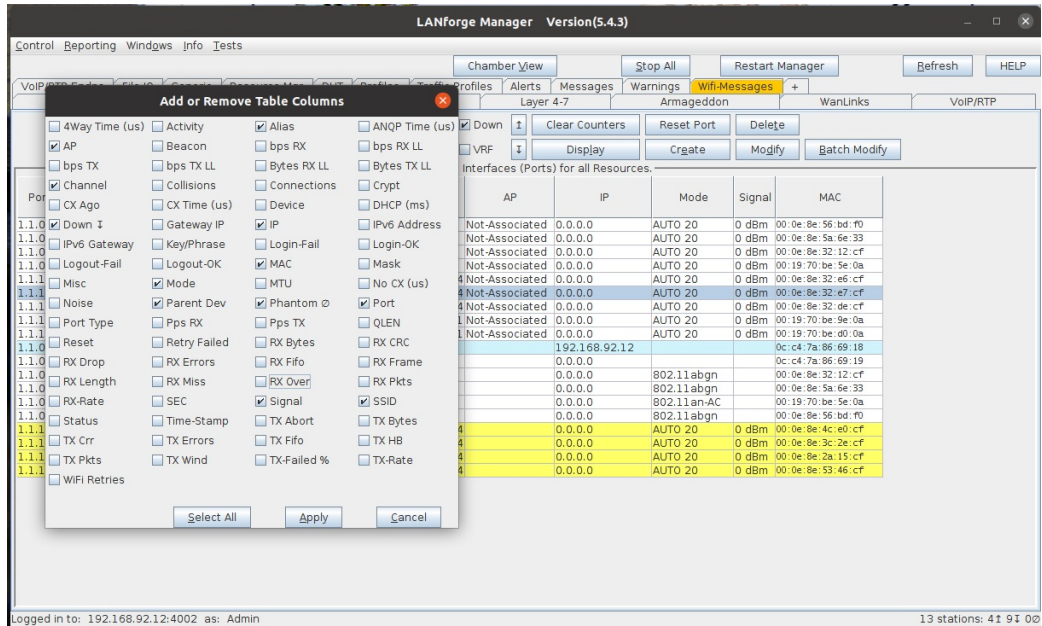 LANforge Manager Version(5.4.3)
Control Reporting Windows Info Tests
Chamber View Stop All Restart Manager Refresh HELP
Profiles Alerts Messages Warnings Wifi-Messages +
Layer 4-7 Armageddon WanLinks VoIP/RTP
Add or Remove Table Columns
4Way Time (us) Activity Alias ANQP Time (us)
AP Beacon bps RX bps RX LL
bps TX bps TX LL Bytes RX LL Bytes TX LL
Channel Collisions Connections Crypt
CX Ago CX Time (us) Device DHCP (ms)
Down ↧ Gateway IP IP IPv6 Address
IPv6 Gateway Key/Phrase Login-Fail Login-OK
Logout-Fail Logout-OK MAC Mask
Misc Mode MTU No CX (us)
Noise Parent Dev Phantom ∅ Port
Port Type Pps RX Pps TX QLEN
Reset Retry Failed RX Bytes RX CRC
RX Drop RX Errors RX Fifo RX Frame
RX Length RX Miss RX Over RX Pkts
RX-Rate SEC Signal SSID
Status Time-Stamp TX Abort TX Bytes
TX Crr TX Errors TX Fifo TX HB
TX Pkts TX Wind TX-Failed % TX-Rate
WiFi Retries
Select All Apply Cancel
Down ↥ Clear Counters Reset Port Delete
VRF ↧ Display Create Modify Batch Modify
Interfaces (Ports) for all Resources.
AP IP Mode Signal MAC
Not-Associated 0.0.0.0 AUTO 20 0 dBm 00:0e:8e:56:bd:f0
Not-Associated 0.0.0.0 AUTO 20 0 dBm 00:0e:8e:5a:6e:33
Not-Associated 0.0.0.0 AUTO 20 0 dBm 00:0e:8e:32:12:cf
Not-Associated 0.0.0.0 AUTO 20 0 dBm 00:19:70:be:5e:0a
Not-Associated 0.0.0.0 AUTO 20 0 dBm 00:0e:8e:32:e6:cf
Not-Associated 0.0.0.0 AUTO 20 0 dBm 00:0e:8e:32:e7:cf
Not-Associated 0.0.0.0 AUTO 20 0 dBm 00:0e:8e:32:de:cf
Not-Associated 0.0.0.0 AUTO 20 0 dBm 00:19:70:be:9e:0a
Not-Associated 0.0.0.0 AUTO 20 0 dBm 00:19:70:be:d0:0a
192.168.92.12 0c:c4:7a:86:69:18
0.0.0.0 0c:c4:7a:86:69:19
0.0.0.0 802.11abgn 00:0e:8e:32:12:cf
0.0.0.0 802.11abgn 00:0e:8e:5a:6e:33
0.0.0.0 802.11an-AC 00:19:70:be:5e:0a
0.0.0.0 802.11abgn 00:0e:8e:56:bd:f0
0.0.0.0 AUTO 20 0 dBm 00:0e:8e:4c:e0:cf
0.0.0.0 AUTO 20 0 dBm 00:0e:8e:3c:2e:cf
0.0.0.0 AUTO 20 0 dBm 00:0e:8e:2a:15:cf
0.0.0.0 AUTO 20 0 dBm 00:0e:8e:53:46:cf
Logged in to: 192.168.92.12:4002 as: Admin
13 stations: 4↥ 9↧ 0∅